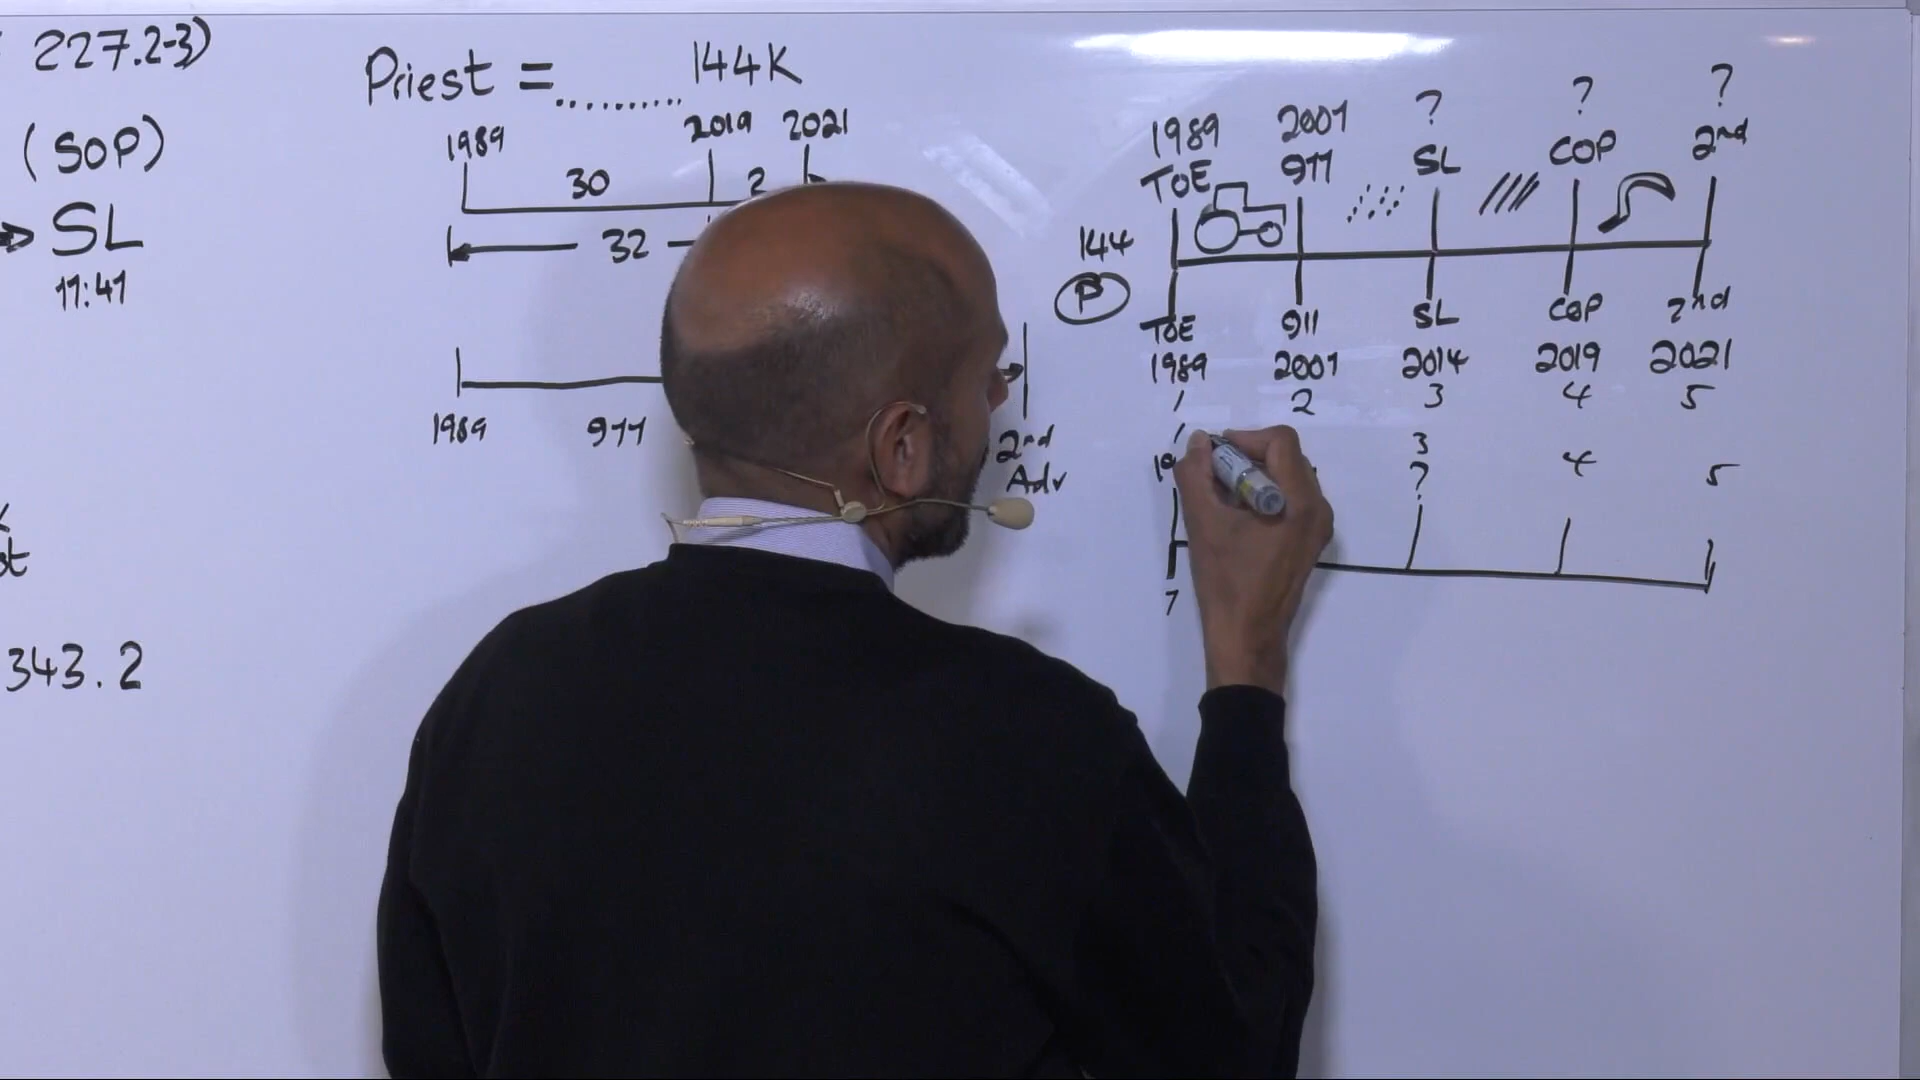 227.2-3)
(SOP)
SL
11:41
343.2
Priest = .......... 144K
1989 2019 2021
30 2
32
1989 911 2nd Adv
? ? ?
1989 2001 SL COP 2nd
TOE 911
144
P
TOE 911 SL COP 2nd
1989 2001 2014 2019 2021
1 2 3 4 5
1 3 4 5
?